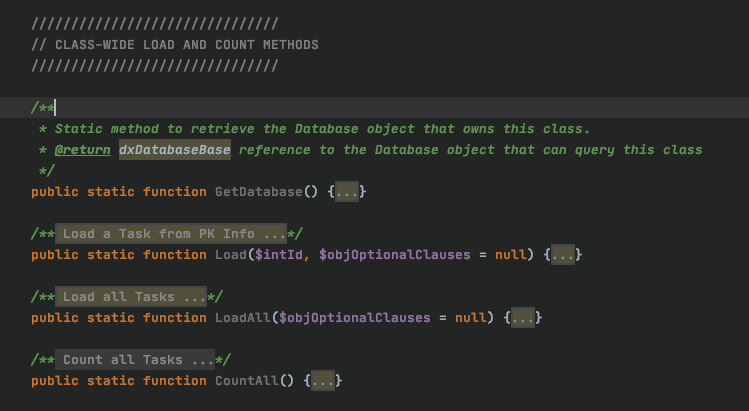 ///////////////////////////////
// CLASS-WIDE LOAD AND COUNT METHODS
///////////////////////////////
/**
* Static method to retrieve the Database object that owns this class.
* @return dxDatabaseBase reference to the Database object that can query this class
*/
public static function GetDatabase() {...}
/** Load a Task from PK Info ...*/
public static function Load($intId, $objOptionalClauses = null) {...}
/** Load all Tasks ...*/
public static function LoadAll($objOptionalClauses = null) {...}
/** Count all Tasks ...*/
public static function CountAll() {...}